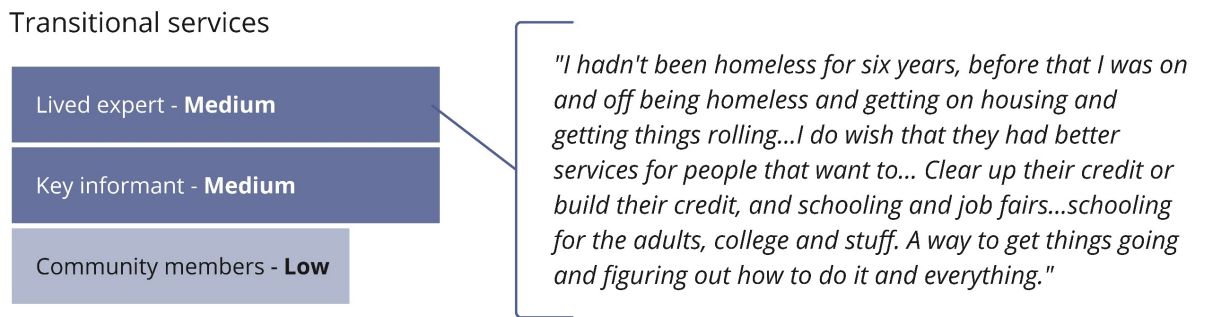 Transitional services
Lived expert - Medium
Key informant - Medium
Community members - Low
"I hadn't been homeless for six years, before that I was on
and off being homeless and getting on housing and
getting things rolling...I do wish that they had better
services for people that want to... Clear up their credit or
build their credit, and schooling and job fairs...schooling
for the adults, college and stuff. A way to get things going
and figuring out how to do it and everything."